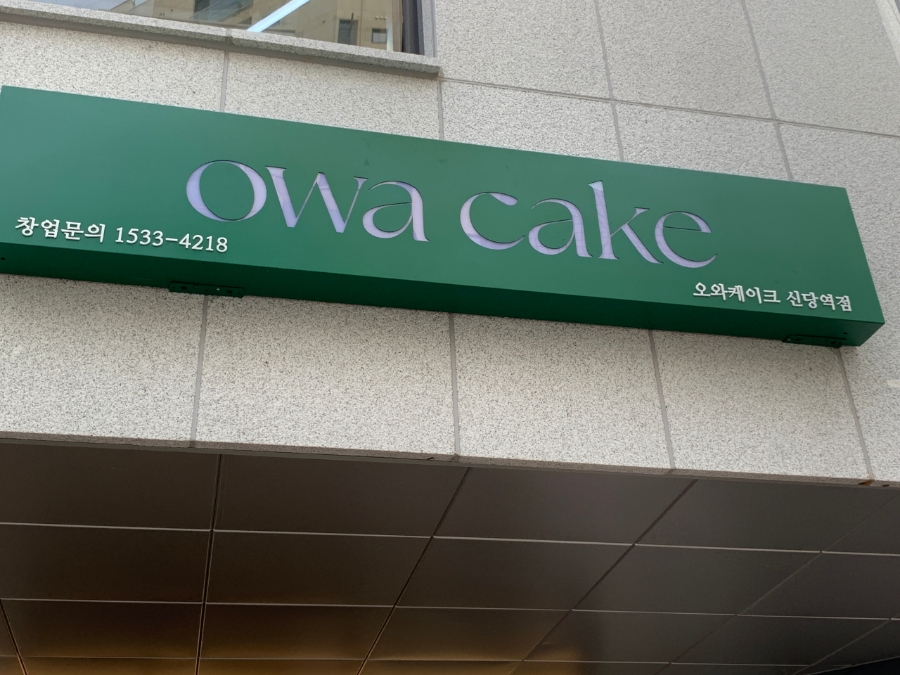 owa cake
창업문의 1533-4218
오와케이크 신당역점